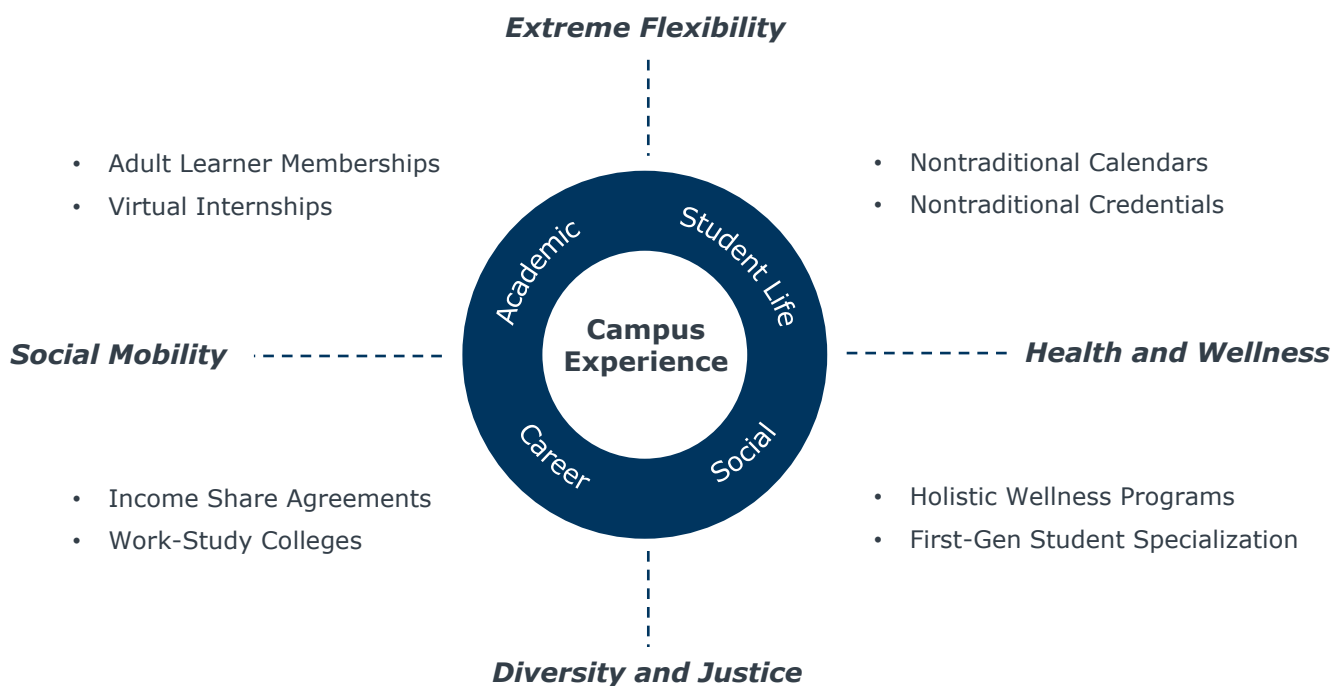 Extreme Flexibility
• Adult Learner Memberships
• Virtual Internships
• Nontraditional Calendars
• Nontraditional Credentials
Academic
Student Life
Campus
Experience
Social Mobility
Health and Wellness
Career
Social
• Income Share Agreements
• Work-Study Colleges
• Holistic Wellness Programs
• First-Gen Student Specialization
Diversity and Justice